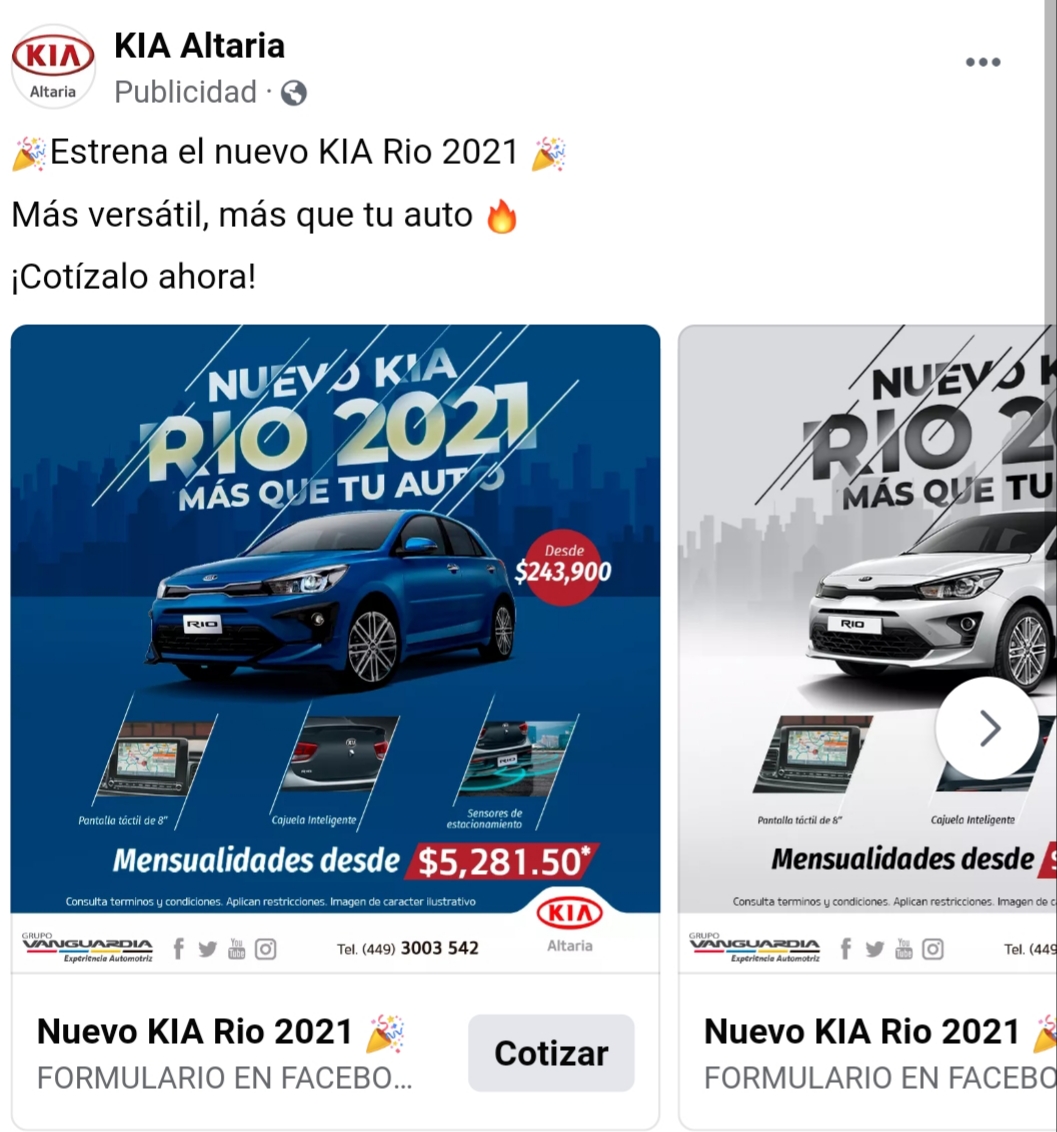 KIA
Altaria
KIA Altaria
Publicidad ·
🎉Estrena el nuevo KIA Rio 2021 🎉
Más versátil, más que tu auto 🔥
¡Cotízalo ahora!
NUEVO KIA
RIO 2021
MÁS QUE TU AUTO
Desde
$243,900
RIO
Pantalla táctil de 8"
Cajuela Inteligente
Sensores de
estacionamiento
Mensualidades desde $5,281.50*
Consulta terminos y condiciones. Aplican restricciones. Imagen de caracter ilustrativo
GRUPO
VANGUARDIA
Experiencia Automotriz
You
Tube
Tel. (449) 3003 542
KIA
Altaria
Nuevo KIA Rio 2021 🎉
FORMULARIO EN FACEBO...
Cotizar
NUEVO K
RIO 2
MÁS QUE TU
RIO
Pantalla táctil de 8"
Cajuela Inteligente
Mensualidades desde $
Consulta terminos y condiciones. Aplican restricciones. Imagen de c
GRUPO
VANGUARDIA
Experiencia Automotriz
You
Tube
Tel. (449
Nuevo KIA Rio 2021 🎉
FORMULARIO EN FACEBO